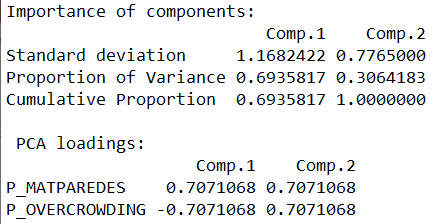 Importance of components:
Comp.1 Comp.2
Standard deviation 1.1682422 0.7765000
Proportion of Variance 0.6935817 0.3064183
Cumulative Proportion 0.6935817 1.0000000
PCA loadings:
Comp.1 Comp.2
P_MATPAREDES 0.7071068 0.7071068
P_OVERCROWDING -0.7071068 0.7071068